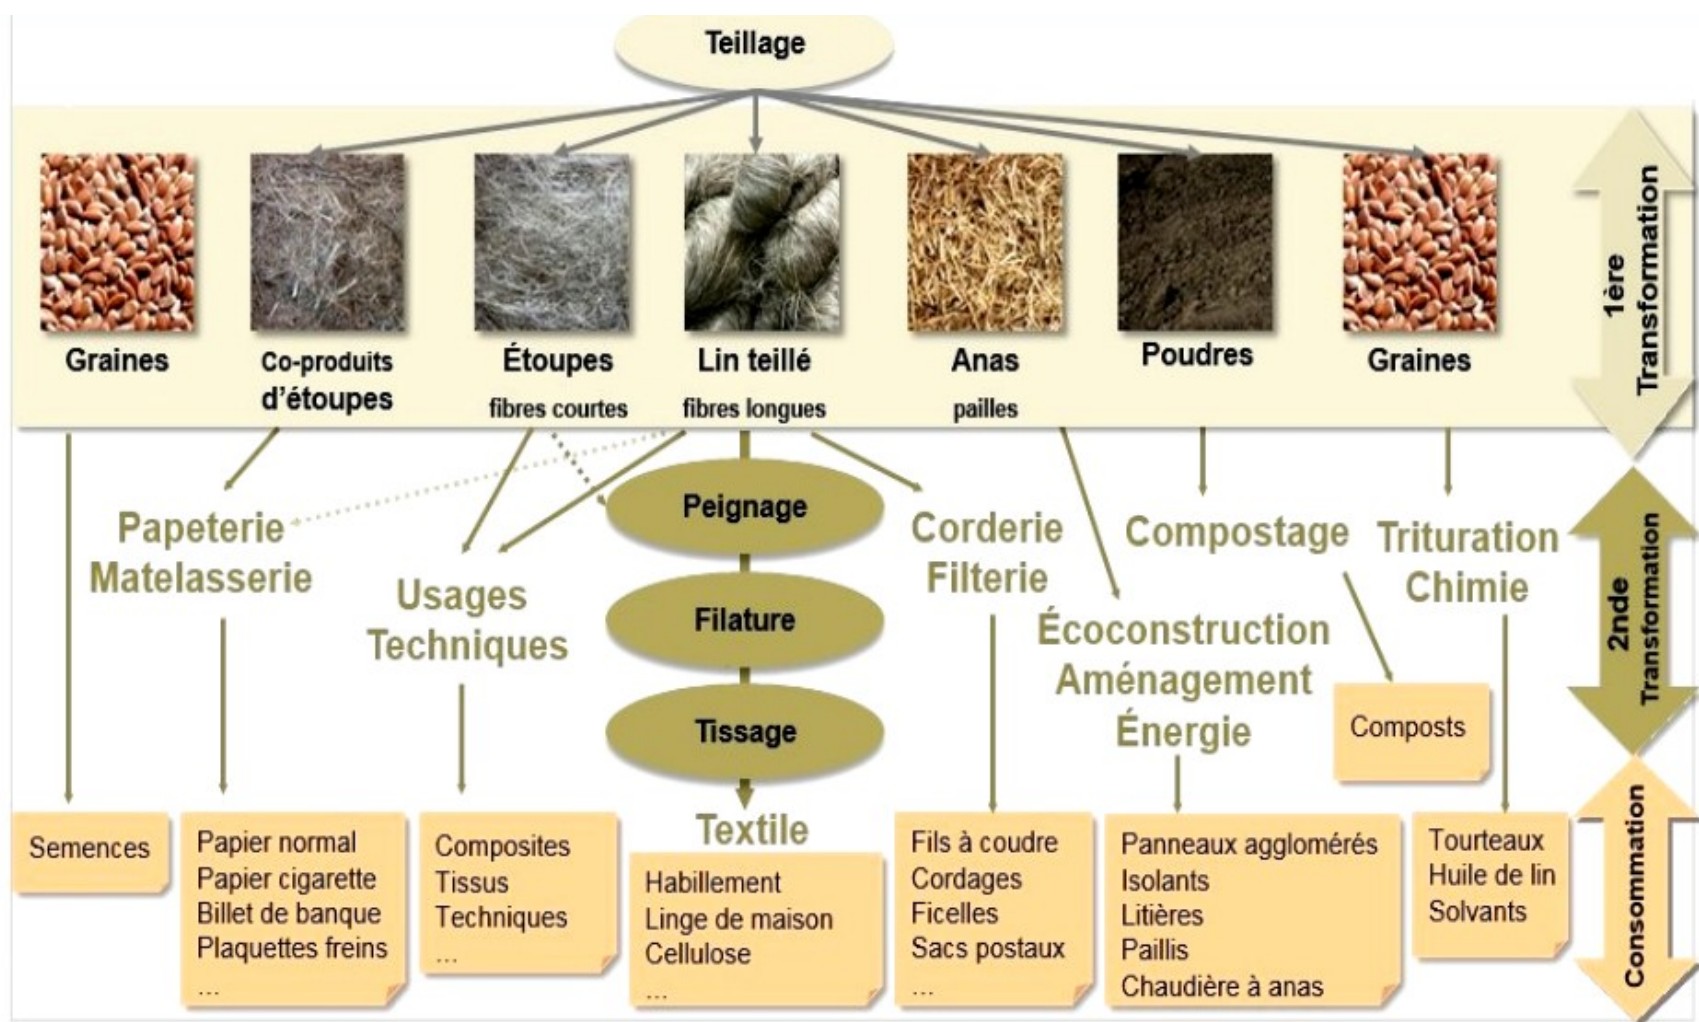 Teillage
Graines
Co-produits
d'étoupes
Étoupes
fibres courtes
Lin teillé
fibres longues
Anas
pailles
Poudres
Graines
1ère
Transformation
Papeterie
Matelasserie
Usages
Techniques
Peignage
Filature
Tissage
Textile
Corderie
Filterie
Écoconstruction
Aménagement
Énergie
Compostage
Composts
Trituration
Chimie
2nde
Transformation
Semences
Papier normal
Papier cigarette
Billet de banque
Plaquettes freins
...
Composites
Tissus
Techniques
...
Habillement
Linge de maison
Cellulose
...
Fils à coudre
Cordages
Ficelles
Sacs postaux
...
Panneaux agglomérés
Isolants
Litières
Paillis
Chaudière à anas
Tourteaux
Huile de lin
Solvants
Consommation